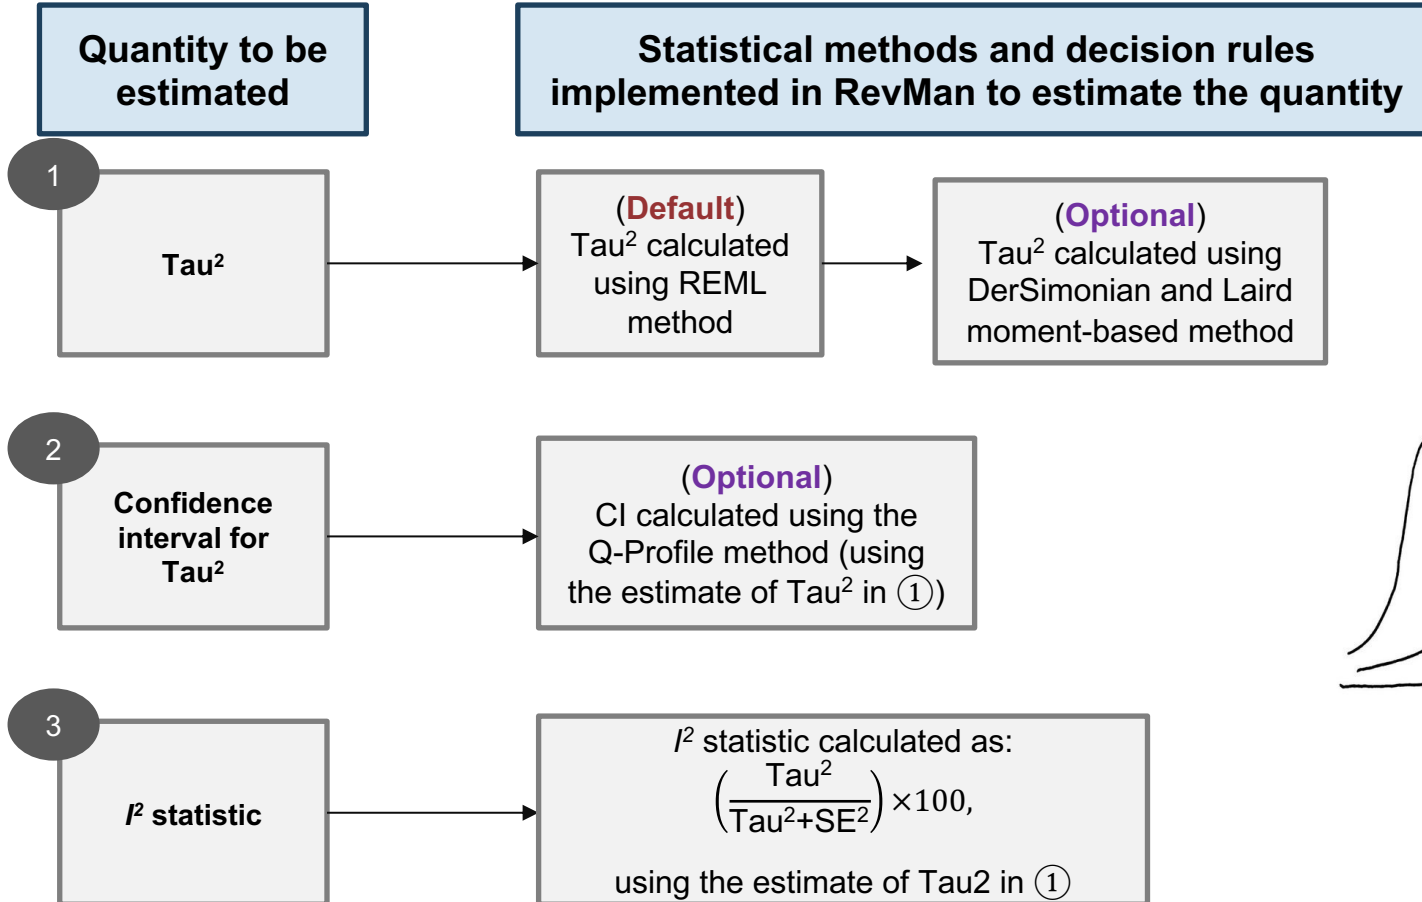 Quantity to be
estimated
Statistical methods and decision rules
implemented in RevMan to estimate the quantity
1
Tau²
(Default)
Tau² calculated
using REML
method
(Optional)
Tau² calculated using
DerSimonian and Laird
moment-based method
2
Confidence
interval for
Tau²
(Optional)
CI calculated using the
Q-Profile method (using
the estimate of Tau² in ①)
3
I² statistic
I² statistic calculated as:
(Tau²/Tau²+SE²)×100,
using the estimate of Tau2 in ①